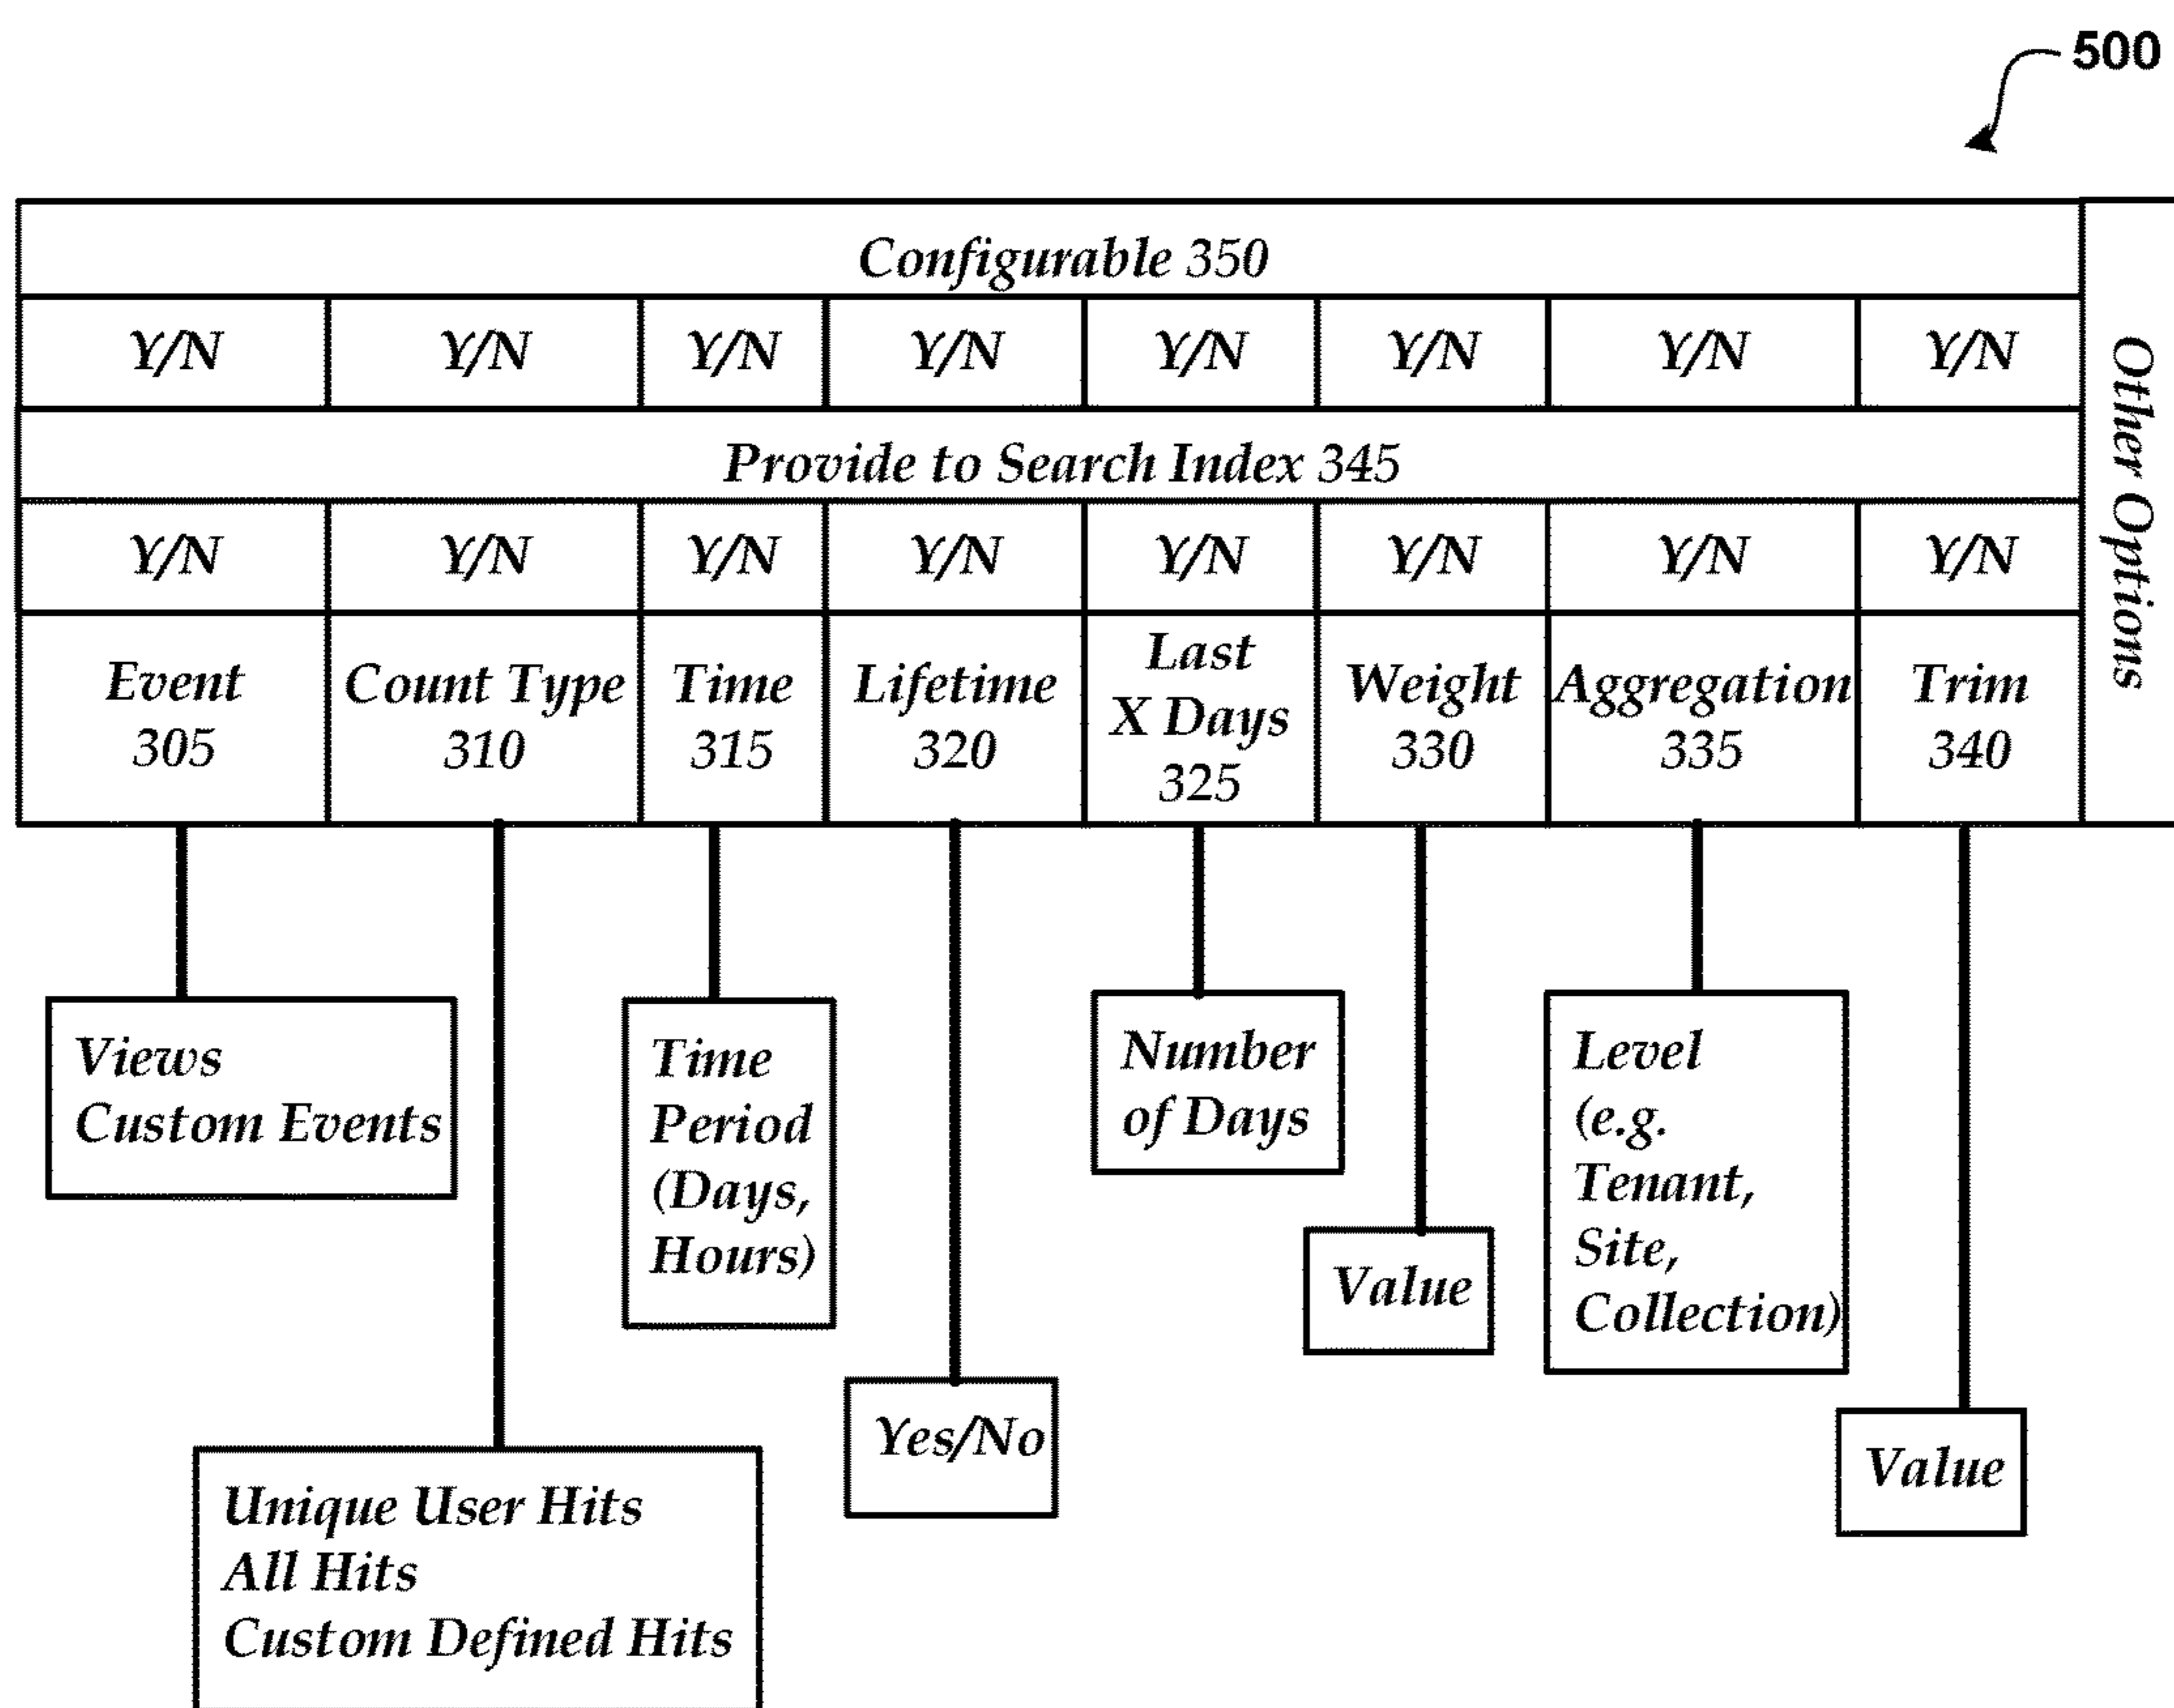 500
Configurable 350
Y/N Y/N Y/N Y/N Y/N Y/N Y/N Y/N
Provide to Search Index 345
Y/N Y/N Y/N Y/N Y/N Y/N Y/N Y/N
Event
305
Count Type
310
Time
315
Lifetime
320
Last
X Days
325
Weight
330
Aggregation
335
Trim
340
Other Options
Views
Custom Events
Time
Period
(Days,
Hours)
Number
of Days
Level
(e.g.
Tenant,
Site,
Collection)
Value
Yes/No
Value
Unique User Hits
All Hits
Custom Defined Hits